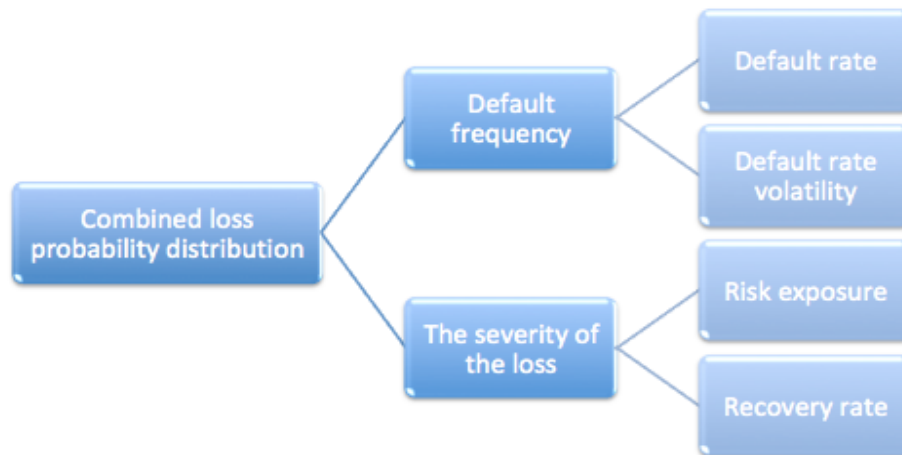 Combined loss
probability distribution
Default
frequency
The severity of
the loss
Default rate
Default rate
volatility
Risk exposure
Recovery rate